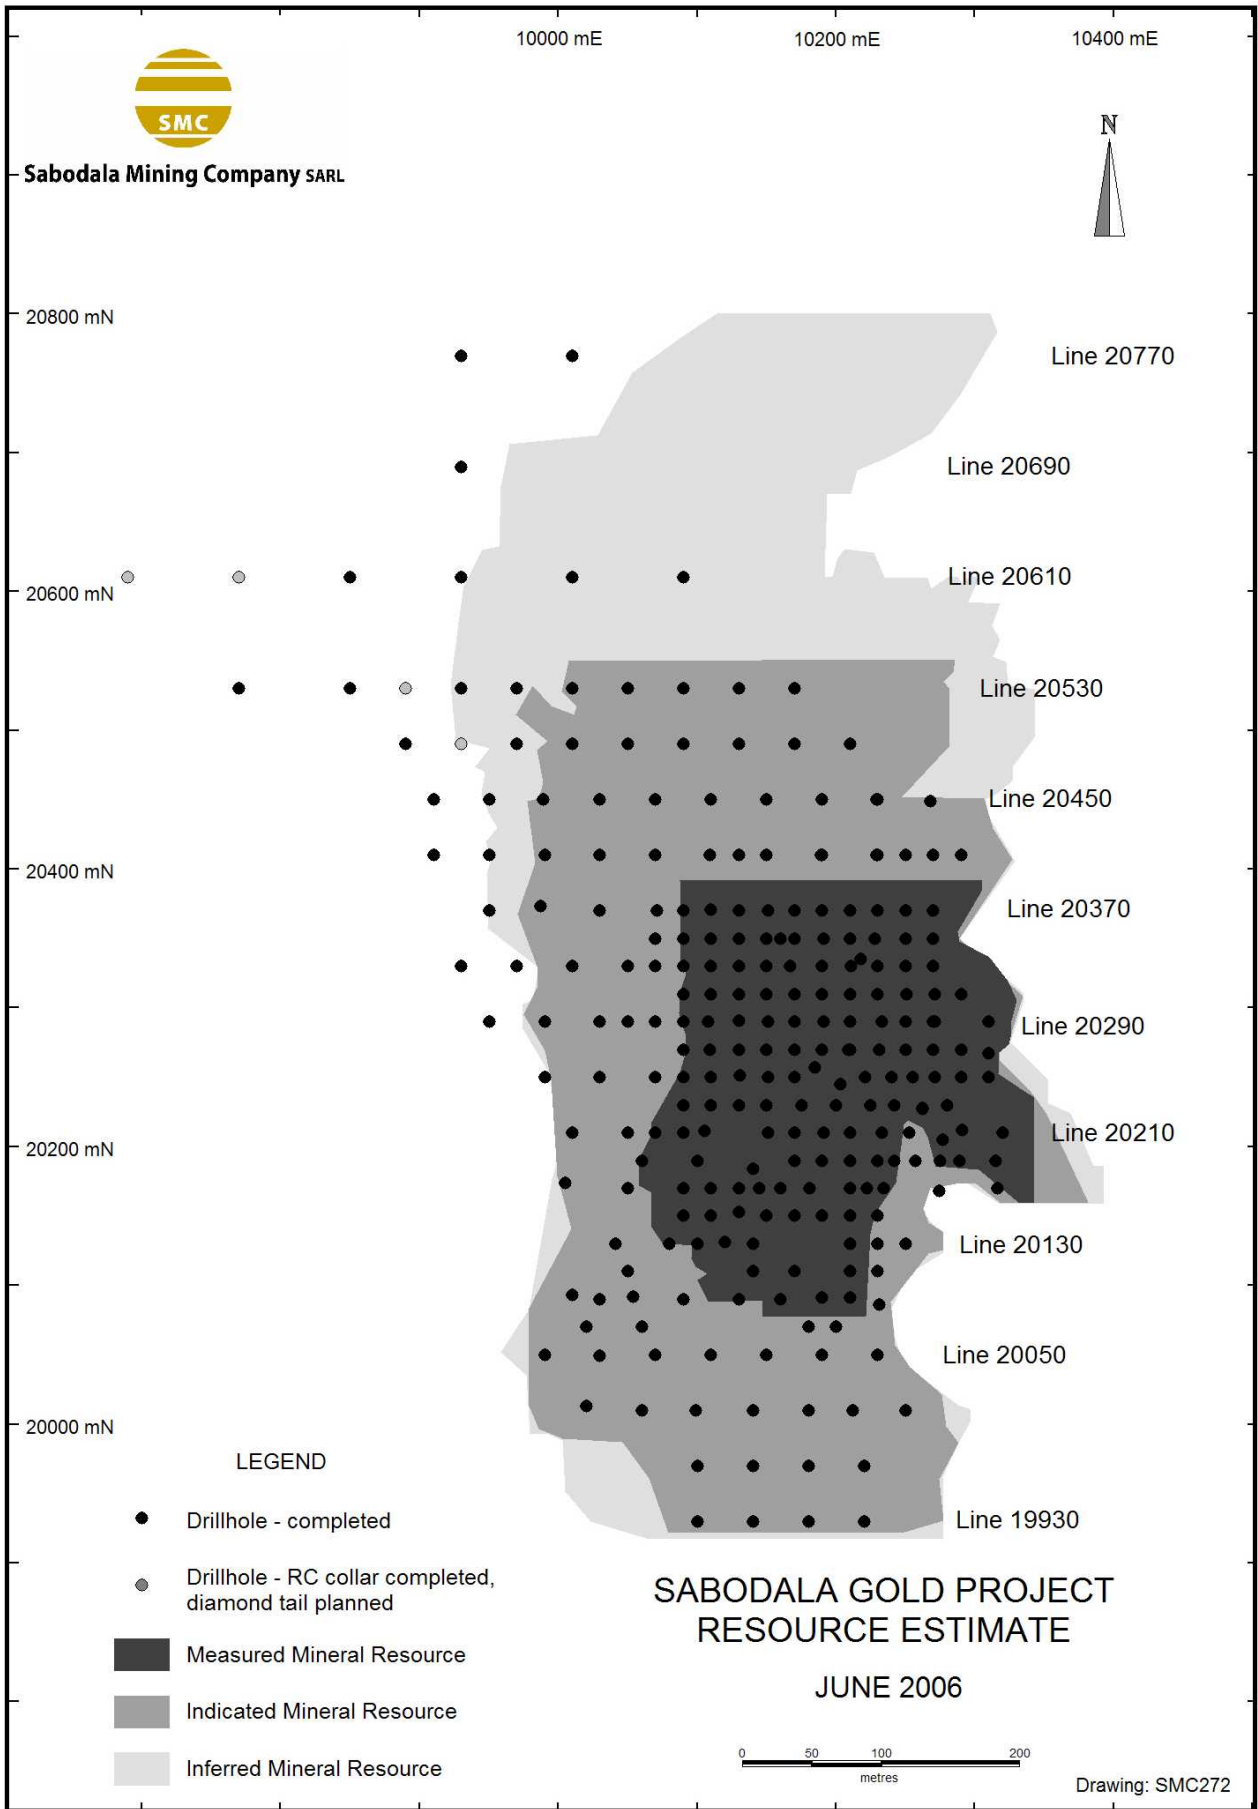 10000 mE
10200 mE
10400 mE
SMC
Sabodala Mining Company SARL
N
20800 mN
Line 20770
Line 20690
Line 20610
20600 mN
Line 20530
Line 20450
20400 mN
Line 20370
Line 20290
Line 20210
20200 mN
Line 20130
Line 20050
20000 mN
Line 19930
LEGEND
Drillhole - completed
Drillhole - RC collar completed,
diamond tail planned
Measured Mineral Resource
Indicated Mineral Resource
Inferred Mineral Resource
SABODALA GOLD PROJECT
RESOURCE ESTIMATE
JUNE 2006
0 50 100 200
metres
Drawing: SMC272